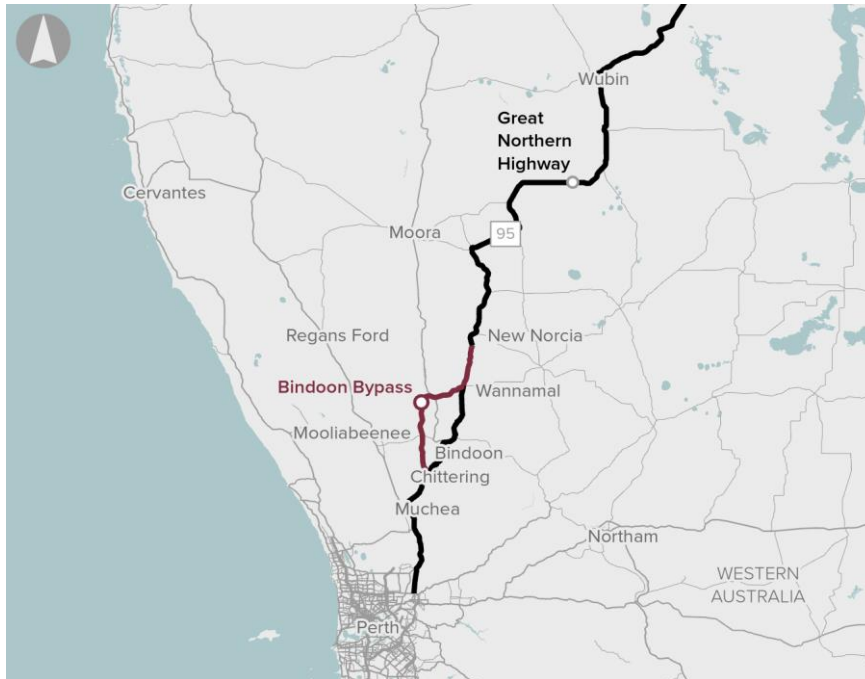 Wubin
Great
Northern
Highway
Cervantes
Moora
95
Regans Ford
New Norcia
Bindoon Bypass
Wannamal
Mooliabeenee
Bindoon
Chittering
Muchea
Northam
WESTERN
AUSTRALIA
Perth